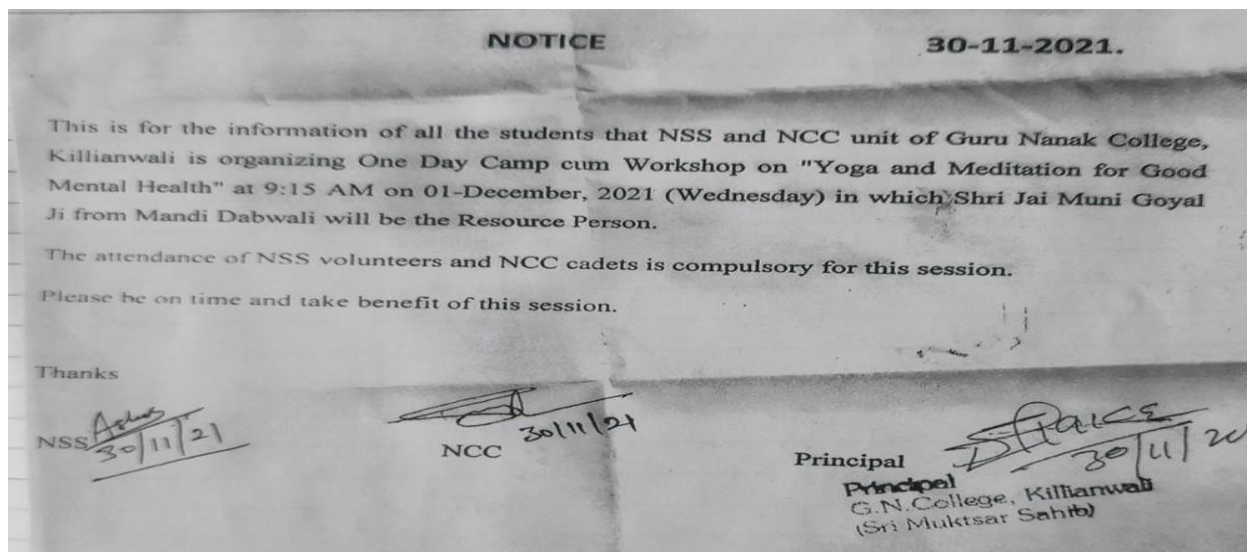 NOTICE 30-11-2021.
This is for the information of all the students that NSS and NCC unit of Guru Nanak College,
Killianwali is organizing One Day Camp cum Workshop on "Yoga and Meditation for Good
Mental Health" at 9:15 AM on 01-December, 2021 (Wednesday) in which Shri Jai Muni Goyal
Ji from Mandi Dabwali will be the Resource Person.
The attendance of NSS volunteers and NCC cadets is compulsory for this session.
Please be on time and take benefit of this session.
Thanks
NSS 30/11/21
NCC 30/11/21
Principal 30/11/20
Principal
G.N.College, Killianwali
(Sri Muktsar Sahib)